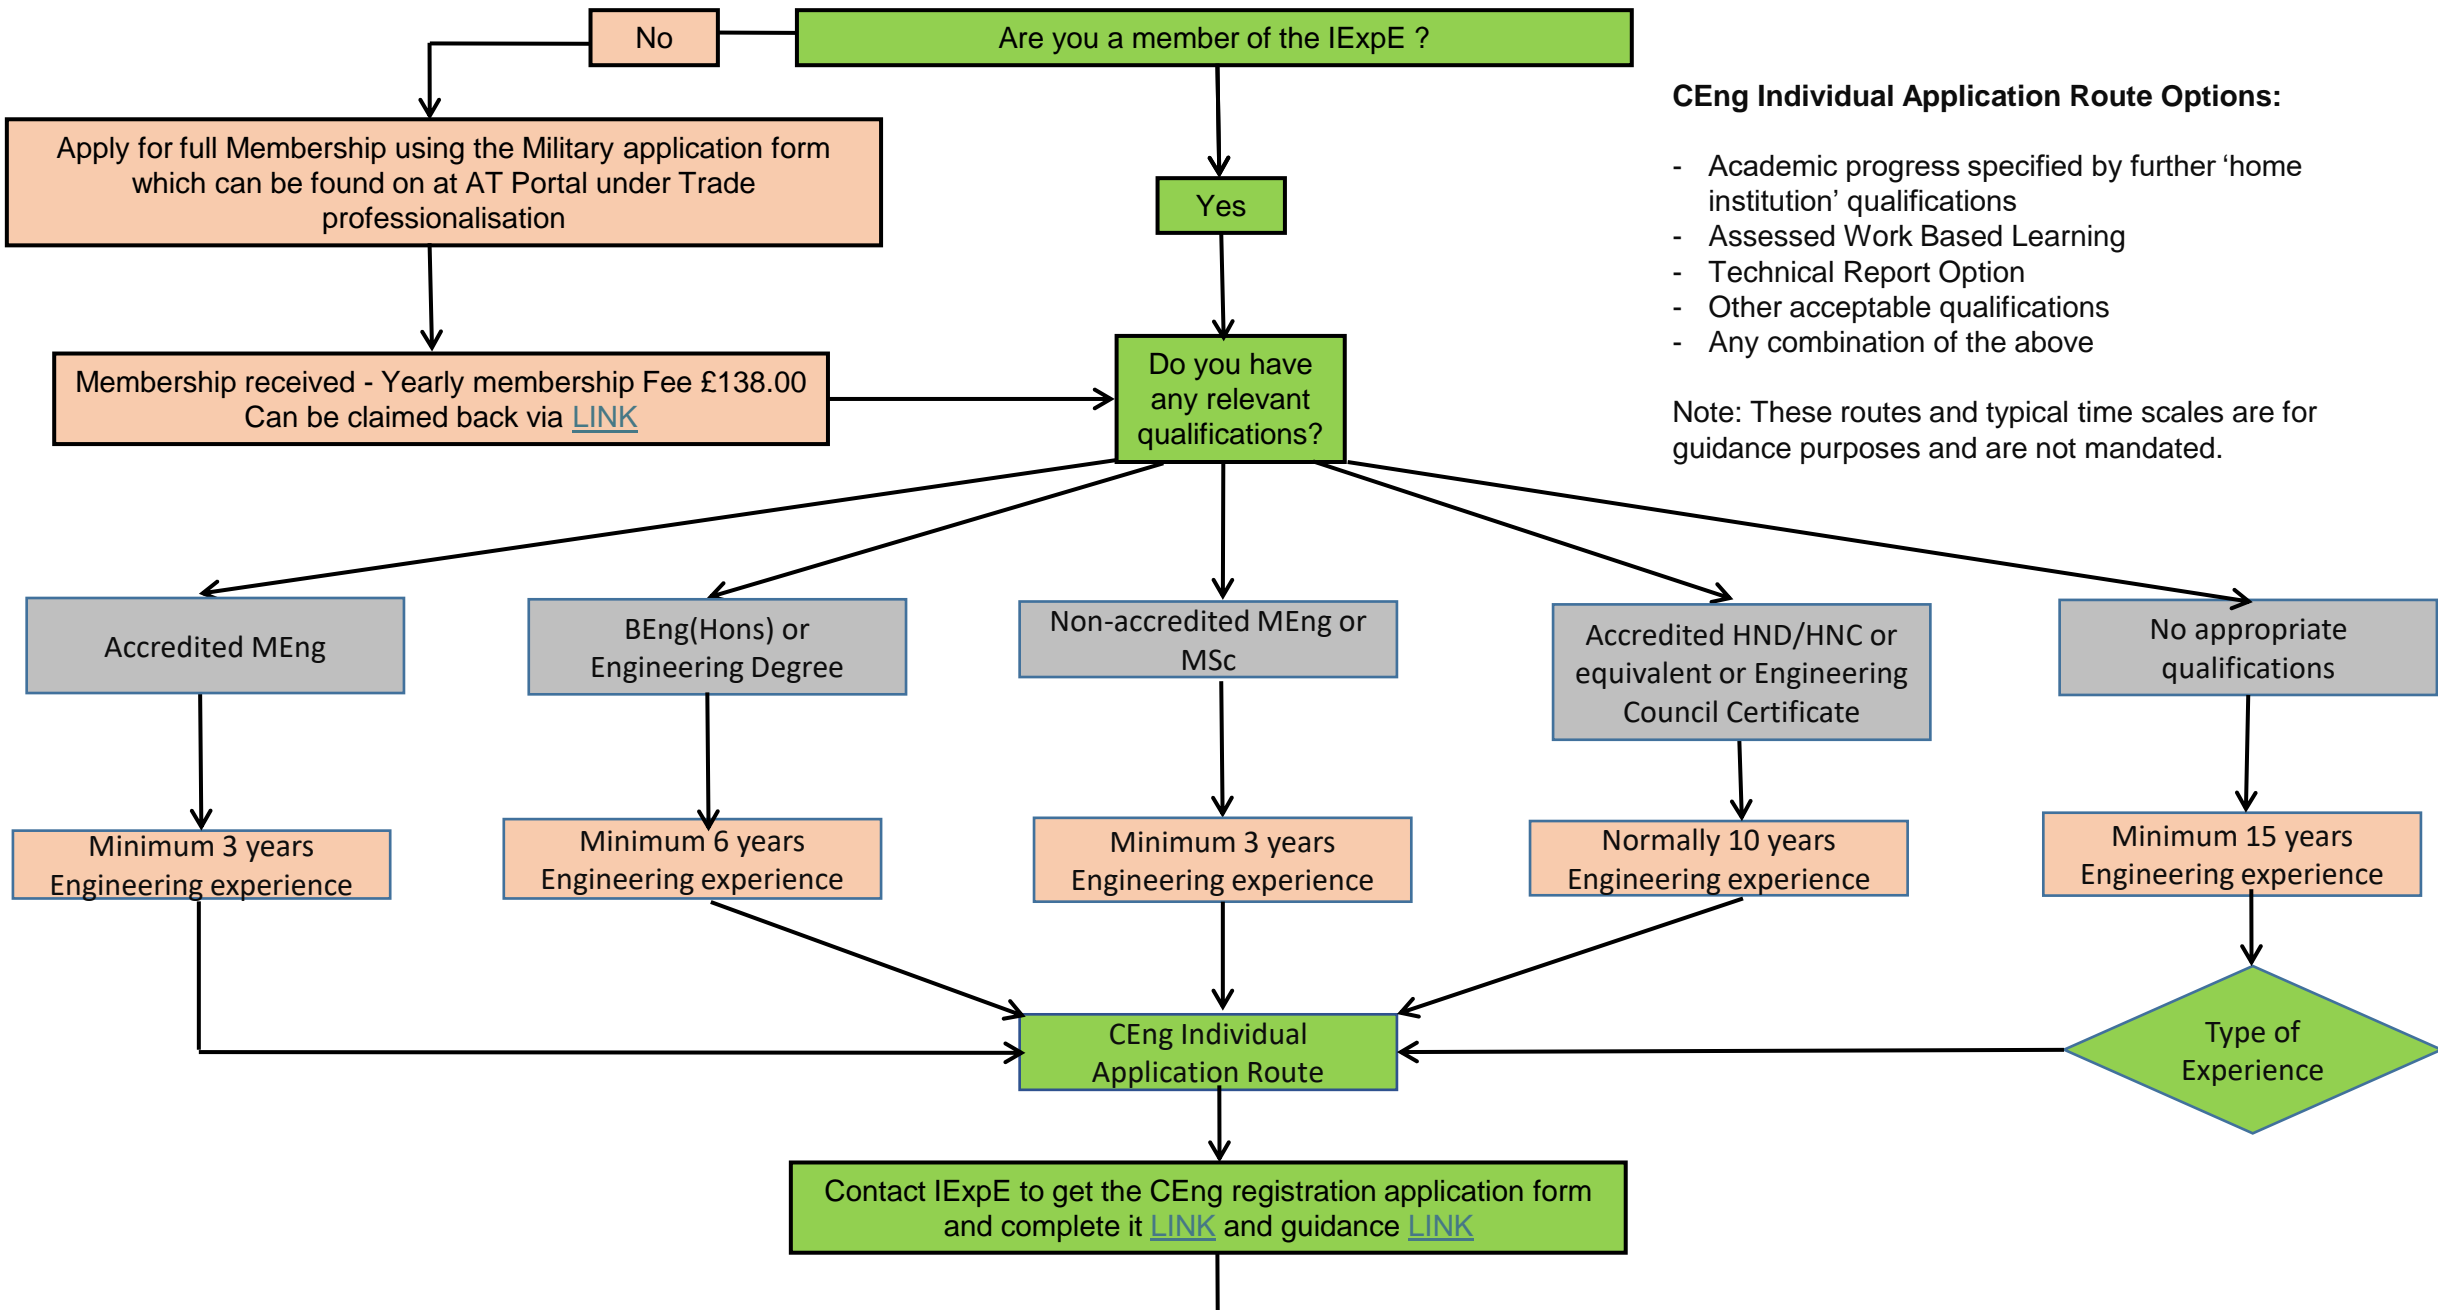 No
Are you a member of the IExpE ?
CEng Individual Application Route Options:
Apply for full Membership using the Military application form
which can be found on at AT Portal under Trade
professionalisation
- Academic progress specified by further ‘home
institution’ qualifications
- Assessed Work Based Learning
- Technical Report Option
- Other acceptable qualifications
- Any combination of the above
Yes
Membership received - Yearly membership Fee £138.00
Can be claimed back via LINK
Do you have
any relevant
qualifications?
Note: These routes and typical time scales are for
guidance purposes and are not mandated.
Accredited MEng
BEng(Hons) or
Engineering Degree
Non-accredited MEng or
MSc
Accredited HND/HNC or
equivalent or Engineering
Council Certificate
No appropriate
qualifications
Minimum 3 years
Engineering experience
Minimum 6 years
Engineering experience
Minimum 3 years
Engineering experience
Normally 10 years
Engineering experience
Minimum 15 years
Engineering experience
CEng Individual
Application Route
Type of
Experience
Contact IExpE to get the CEng registration application form
and complete it LINK and guidance LINK